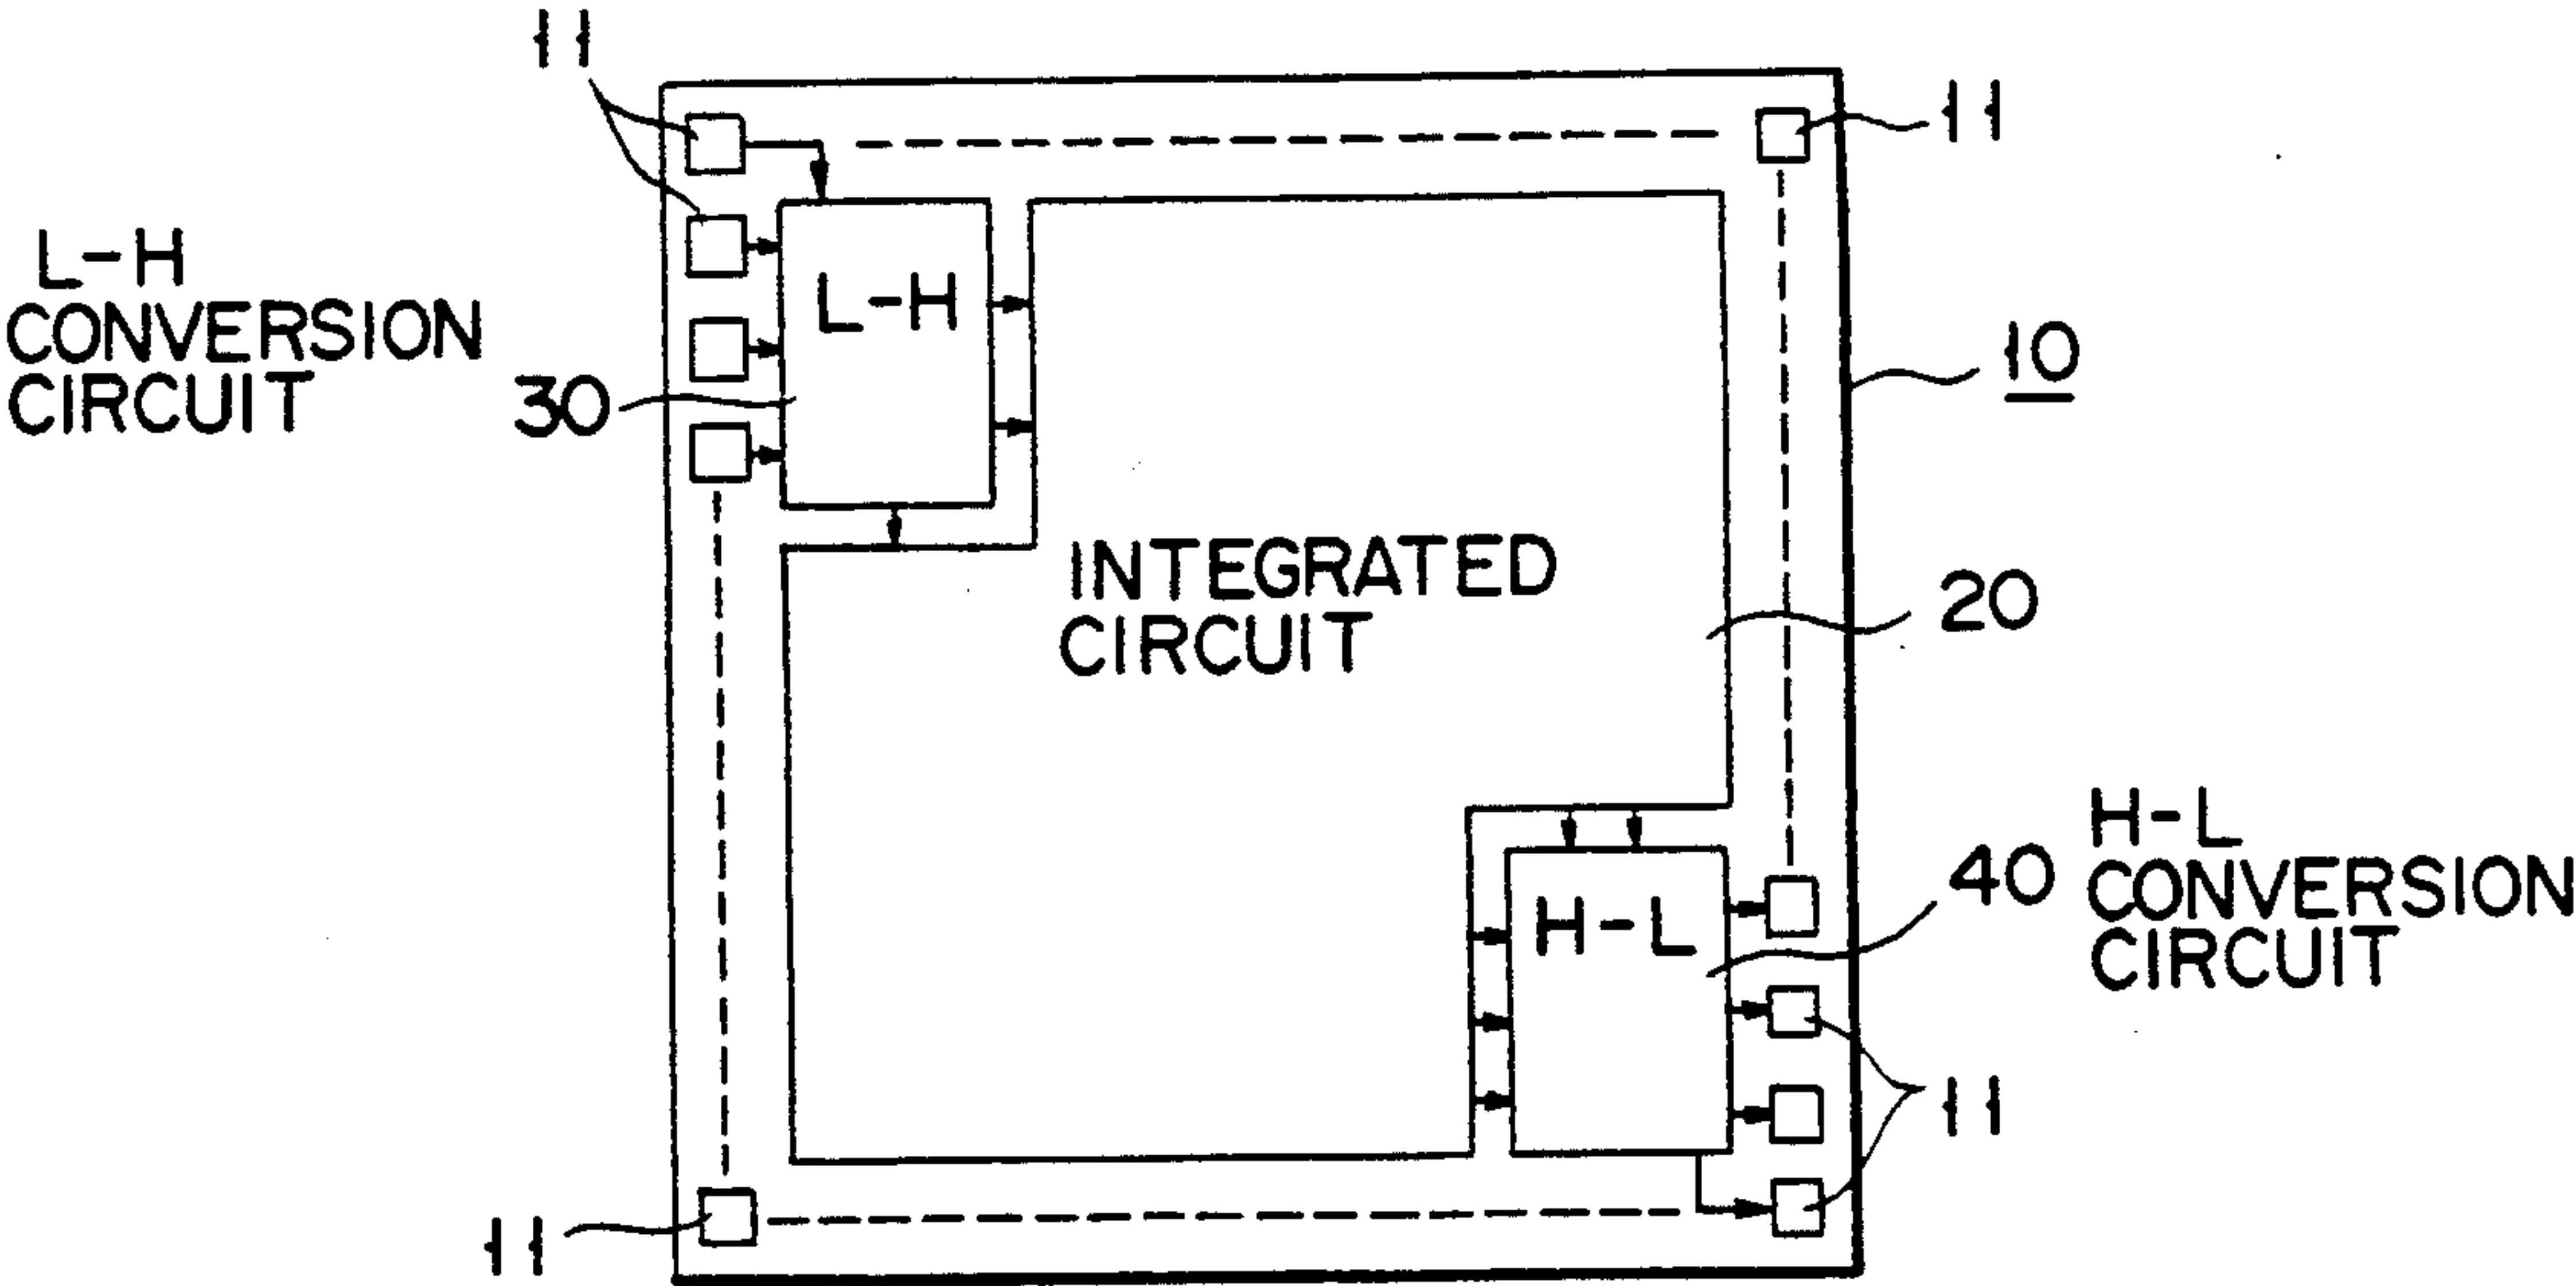 11
11
L-H
CONVERSION
CIRCUIT
30
L-H
10
INTEGRATED
CIRCUIT
20
H-L
40
H-L
CONVERSION
CIRCUIT
11
11